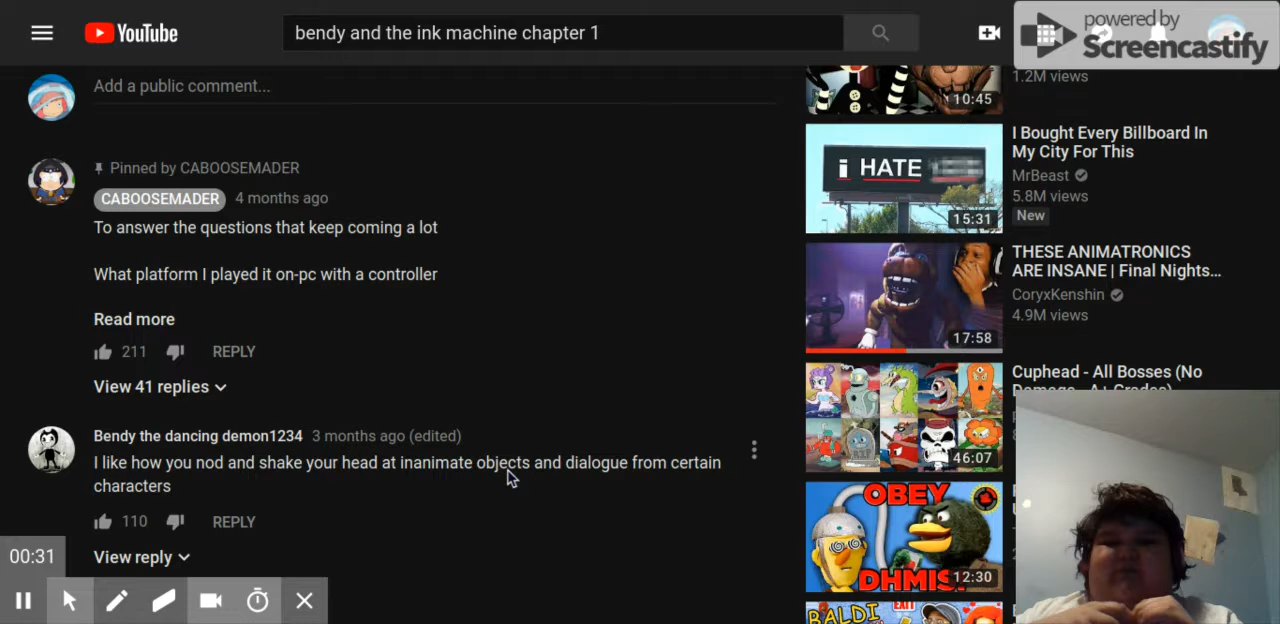 YouTube
bendy and the ink machine chapter 1
powered by
Screencastify
Add a public comment...
Pinned by CABOOSEMADER
CABOOSEMADER 4 months ago
To answer the questions that keep coming a lot
What platform I played it on-pc with a controller
Read more
211 REPLY
View 41 replies
Bendy the dancing demon1234 3 months ago (edited)
I like how you nod and shake your head at inanimate objects and dialogue from certain
characters
110 REPLY
View reply
00:31
10:45
1.2M views
i HATE
15:31
I Bought Every Billboard In
My City For This
MrBeast
5.8M views
New
17:58
THESE ANIMATRONICS
ARE INSANE | Final Nights...
CoryxKenshin
4.9M views
R.I.P.
46:07
Cuphead - All Bosses (No
Damage - A+ Grades)
OBEY
DHMIS
12:30
BALDI
EXIT